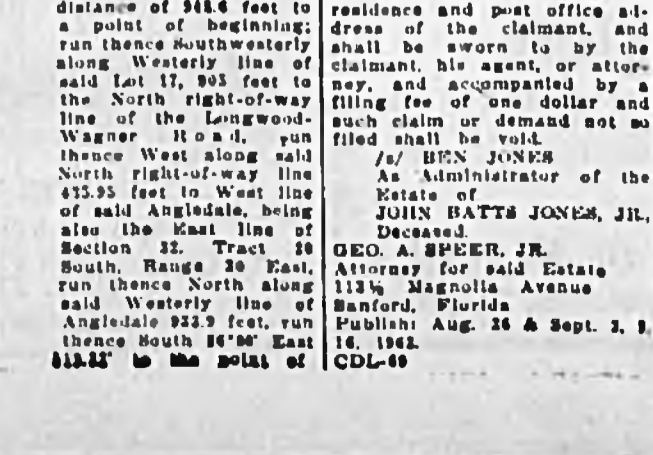 distance of 948.6 feet to
a point of beginning;
run thence Southwesterly
along Westerly line of
said Lot 17, 903 feet to
the North right-of-way
line of the Longwood-
Wagner Road, run
thence West along said
North right-of-way line
435.95 feet to West line
of said Angledale, being
also the East line of
Section 32, Tract 20
South, Range 30 East,
run thence North along
said Westerly line of
Angledale 933.9 feet, run
thence South East
to the point of
residence and post office ad-
dress of the claimant, and
shall be sworn to by the
claimant, his agent, or attor-
ney, and accompanied by a
filing fee of one dollar and
such claim or demand not so
filed shall be void.
/s/ BEN JONES
As Administrator of the
Estate of
JOHN BATTS JONES, JR.,
Deceased.
GEO. A. SPEER, JR.
Attorney for said Estate
113½ Magnolia Avenue
Sanford, Florida
Publish: Aug. 26 & Sept. 2, 9,
16, 1963.
CDL-69